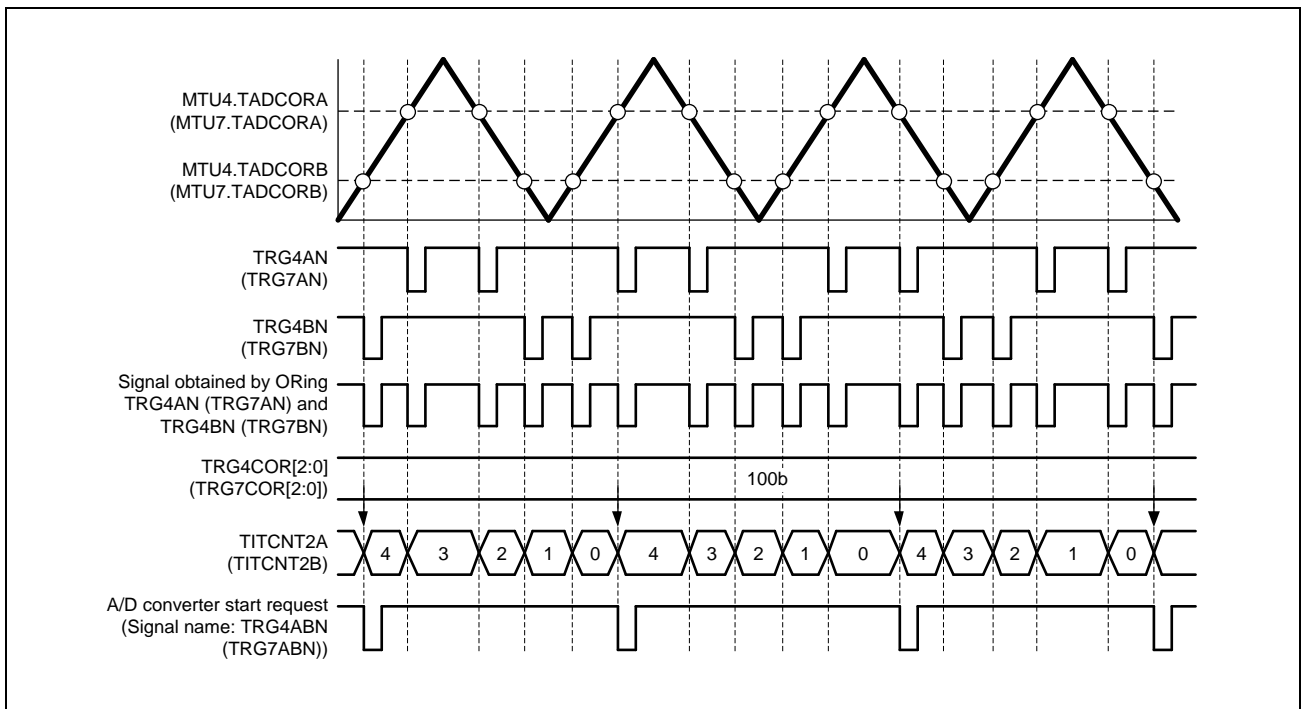 MTU4.TADCORA
(MTU7.TADCORA)
MTU4.TADCORB
(MTU7.TADCORB)
TRG4AN
(TRG7AN)
TRG4BN
(TRG7BN)
Signal obtained by ORing
TRG4AN (TRG7AN) and
TRG4BN (TRG7BN)
TRG4COR[2:0]
(TRG7COR[2:0])
100b
TITCNT2A
(TITCNT2B)
4 3 2 1 0 4 3 2 1 0 4 3 2 1 0
A/D converter start request
(Signal name: TRG4ABN
(TRG7ABN))